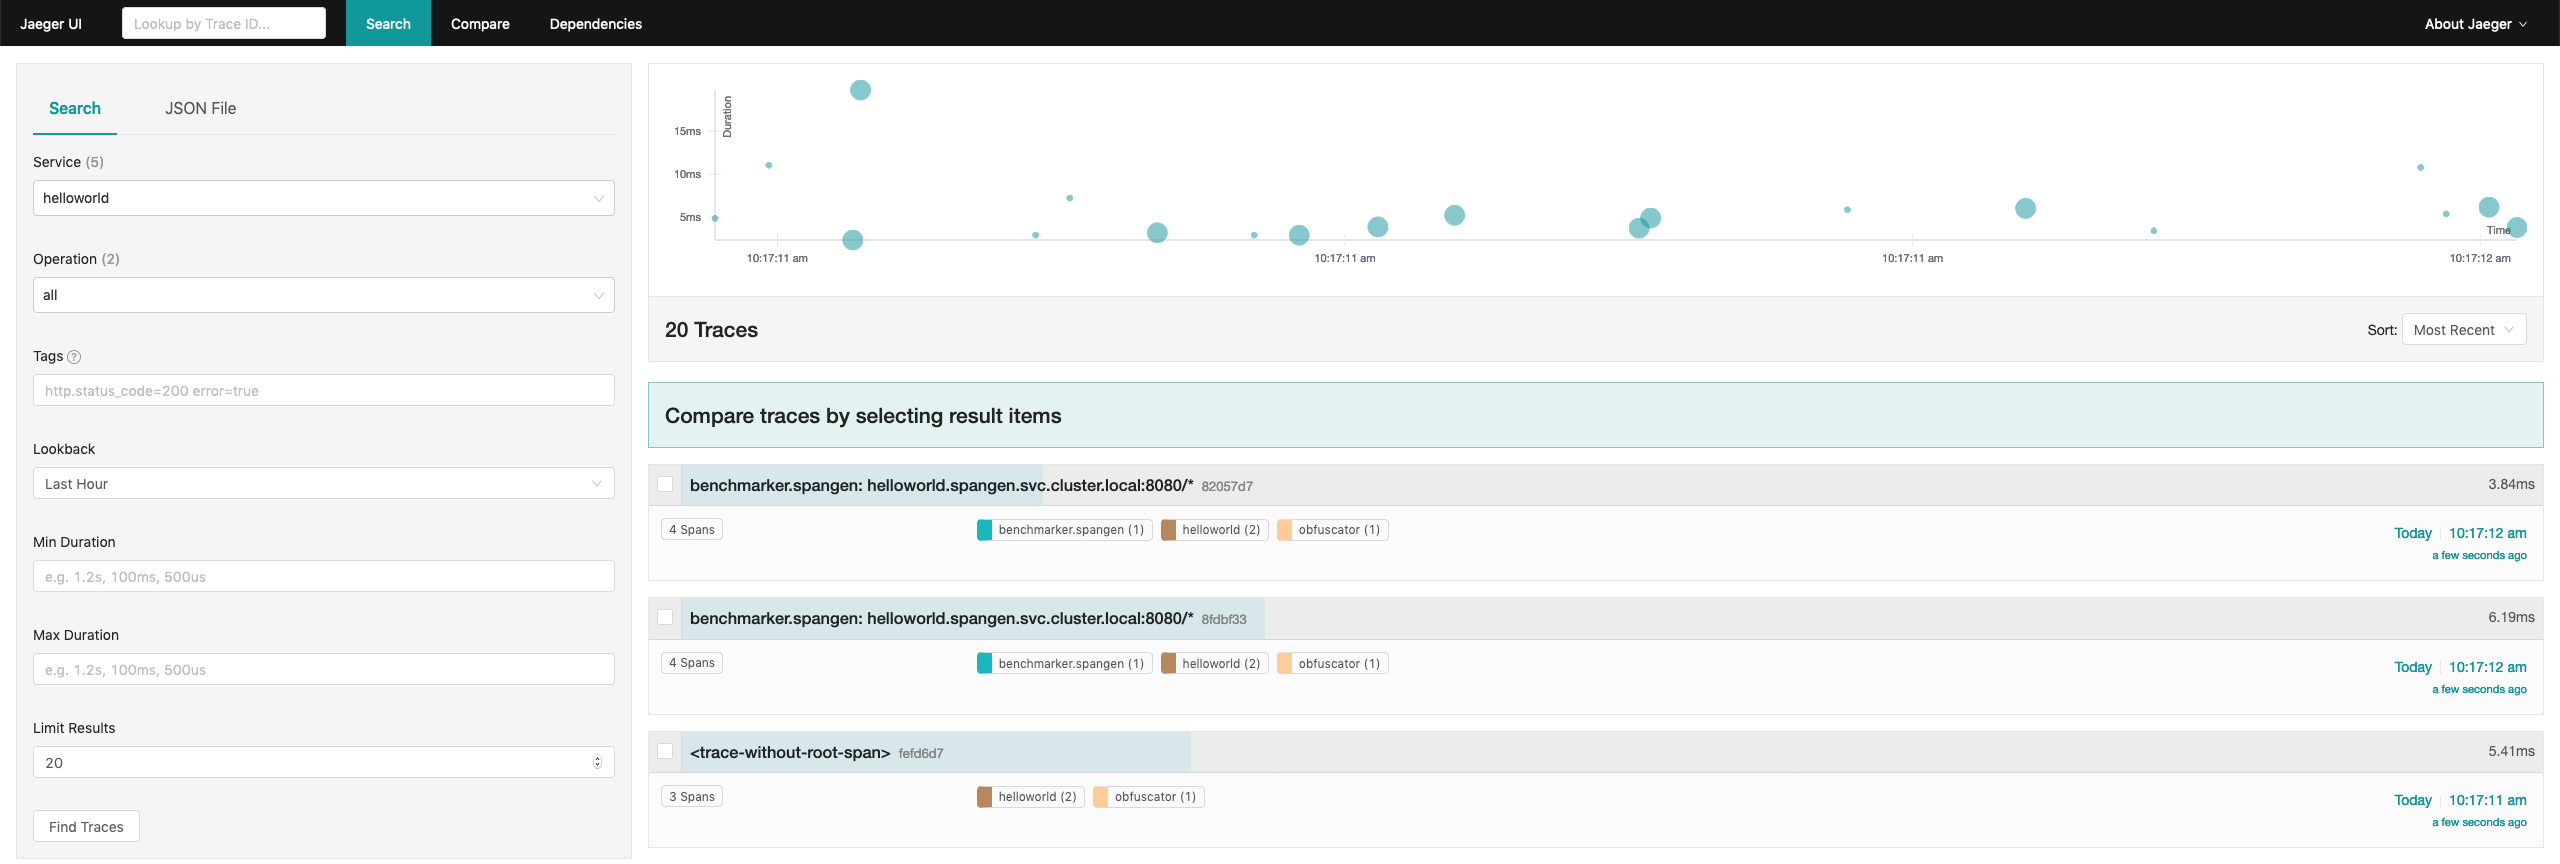 Jaeger UI
Lookup by Trace ID...
Search
Compare
Dependencies
About Jaeger
Search
JSON File
Service (5)
helloworld
Operation (2)
all
Tags ?
http.status_code=200 error=true
Lookback
Last Hour
Min Duration
e.g. 1.2s, 100ms, 500us
Max Duration
e.g. 1.2s, 100ms, 500us
Limit Results
20
Find Traces
Duration
15ms
10ms
5ms
Time
10:17:11 am
10:17:11 am
10:17:11 am
10:17:12 am
20 Traces
Sort: Most Recent
Compare traces by selecting result items
benchmarker.spangen: helloworld.spangen.svc.cluster.local:8080/* 82057d7
3.84ms
4 Spans
benchmarker.spangen (1)
helloworld (2)
obfuscator (1)
Today 10:17:12 am
a few seconds ago
benchmarker.spangen: helloworld.spangen.svc.cluster.local:8080/* 8fdbf33
6.19ms
4 Spans
benchmarker.spangen (1)
helloworld (2)
obfuscator (1)
Today 10:17:12 am
a few seconds ago
<trace-without-root-span> fefd6d7
5.41ms
3 Spans
helloworld (2)
obfuscator (1)
Today 10:17:11 am
a few seconds ago